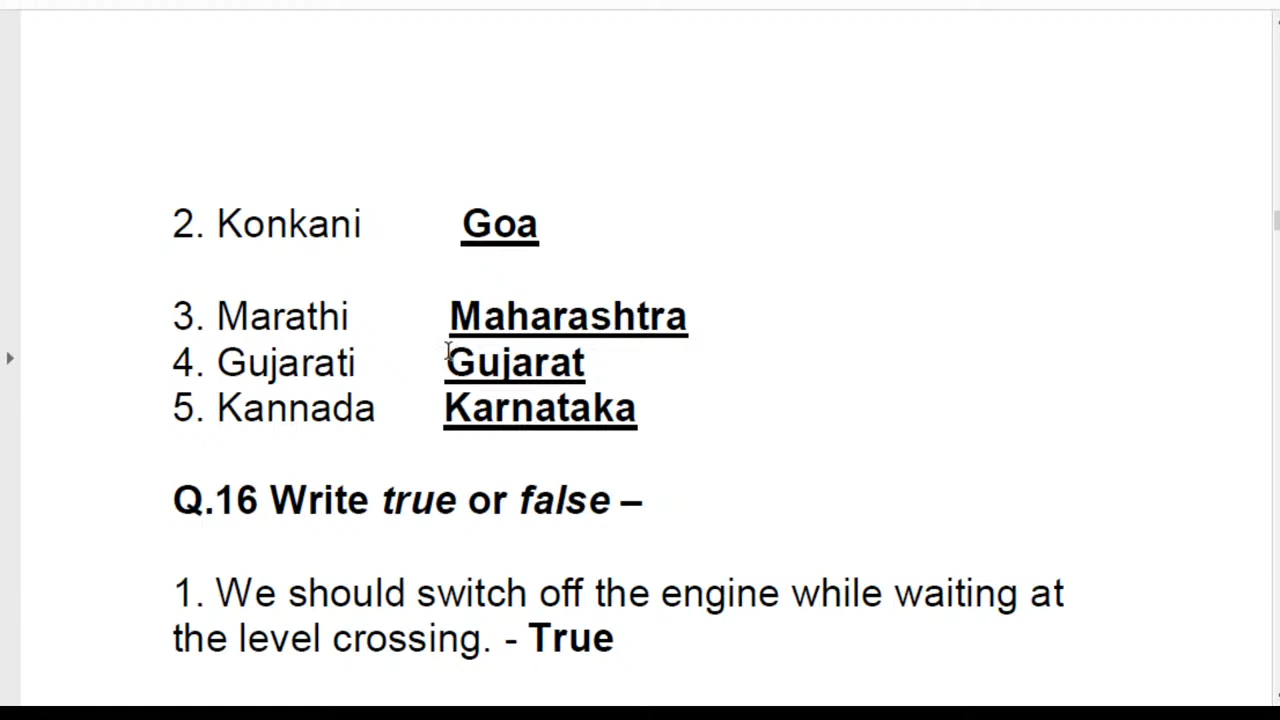 2. Konkani Goa
3. Marathi Maharashtra
4. Gujarati Gujarat
5. Kannada Karnataka
Q.16 Write true or false –
1. We should switch off the engine while waiting at
the level crossing. - True